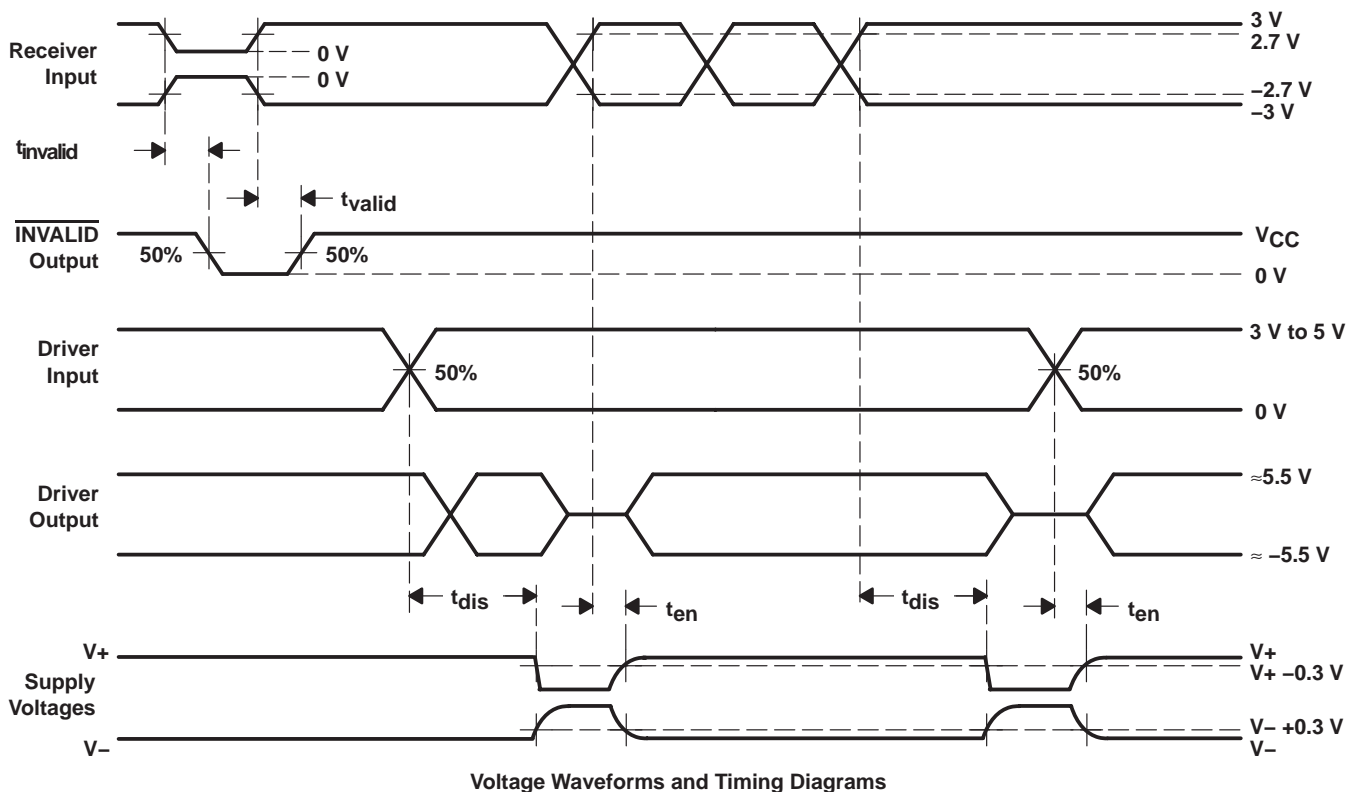 Receiver
Input
0 V
0 V
3 V
2.7 V
−2.7 V
−3 V
tinvalid
tvalid
INVALID
Output
50%
50%
VCC
0 V
Driver
Input
50%
50%
3 V to 5 V
0 V
Driver
Output
≈5.5 V
≈ −5.5 V
tdis
ten
tdis
ten
V+
Supply
Voltages
V−
V+
V+ −0.3 V
V− +0.3 V
V−
Voltage Waveforms and Timing Diagrams